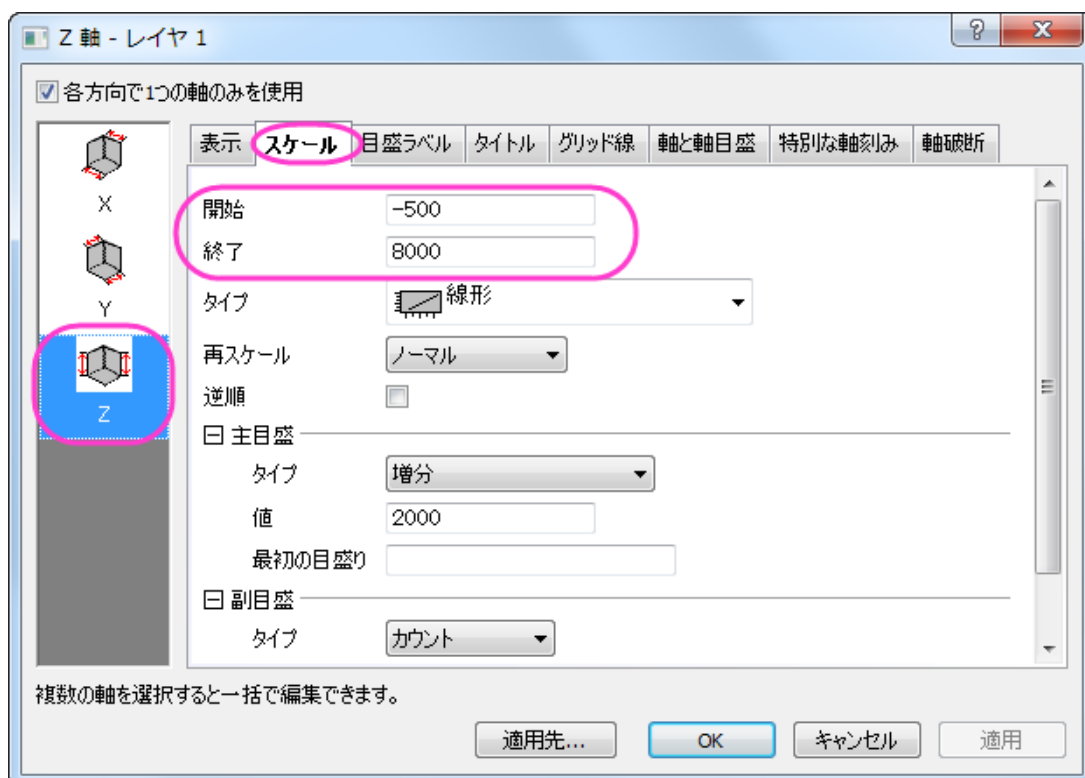 Z 軸 - レイヤ 1
各方向で1つの軸のみを使用
X
Y
Z
表示 スケール 目盛ラベル タイトル グリッド線 軸と軸目盛 特別な軸刻み 軸破断
開始 -500
終了 8000
タイプ 線形
再スケール ノーマル
逆順
主目盛
タイプ 増分
値 2000
最初の目盛り
副目盛
タイプ カウント
複数の軸を選択すると一括で編集できます。
適用先... OK キャンセル 適用